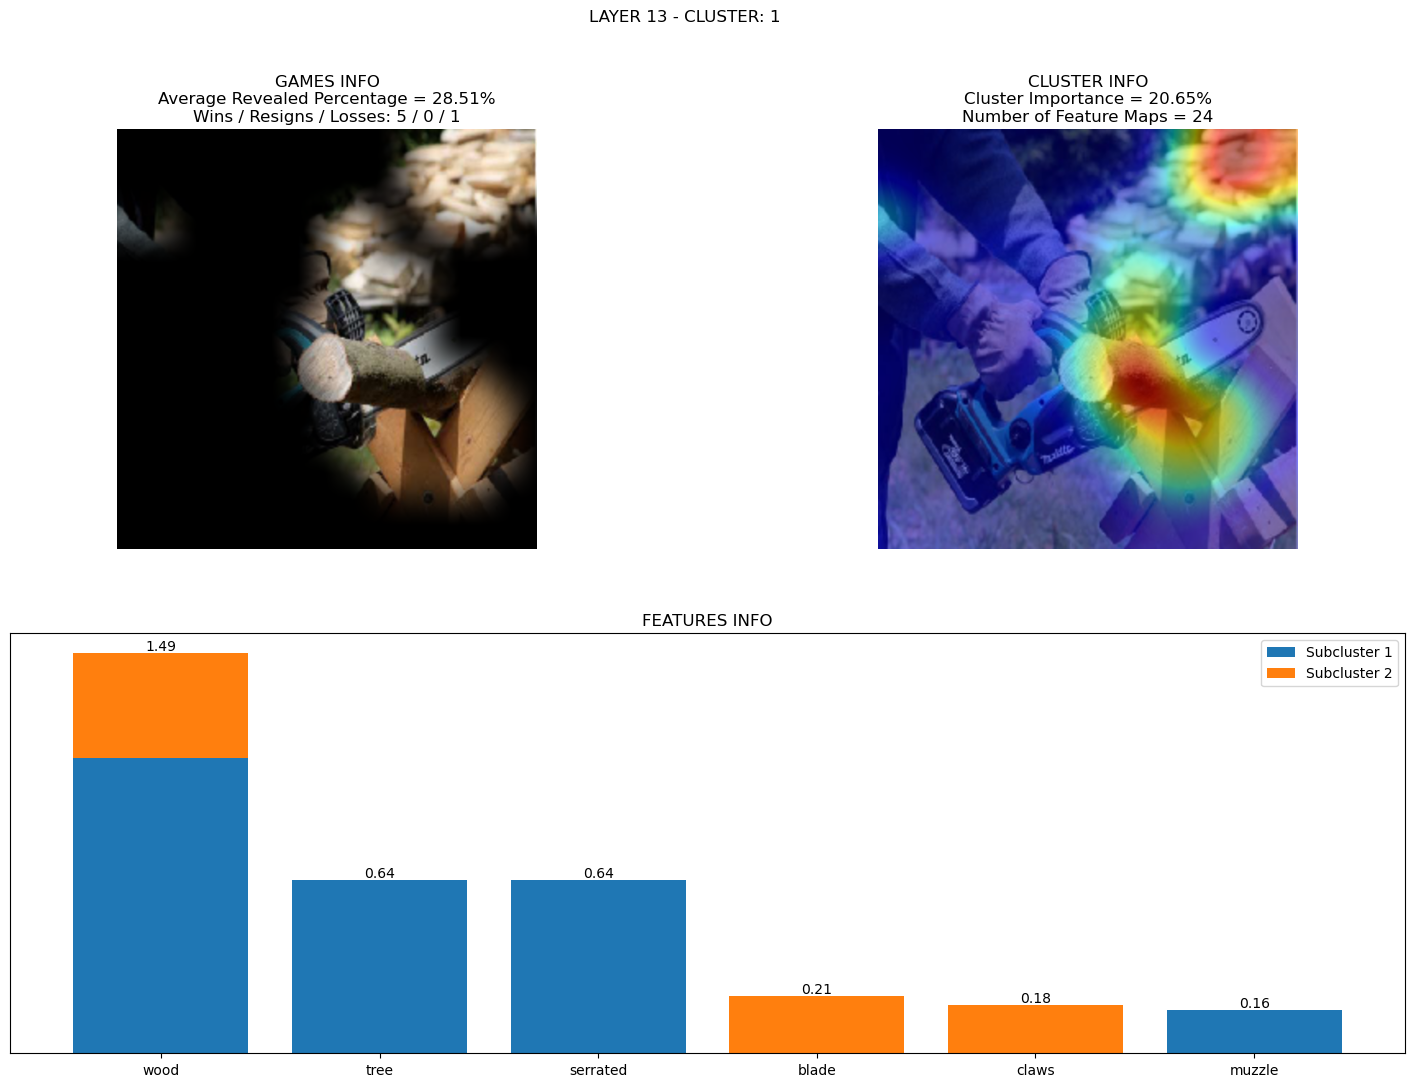 LAYER 13 - CLUSTER: 1
GAMES INFO
Average Revealed Percentage = 28.51%
Wins / Resigns / Losses: 5 / 0 / 1
CLUSTER INFO
Cluster Importance = 20.65%
Number of Feature Maps = 24
FEATURES INFO
1.49
Subcluster 1
Subcluster 2
0.64
0.64
0.21
0.18
0.16
wood
tree
serrated
blade
claws
muzzle